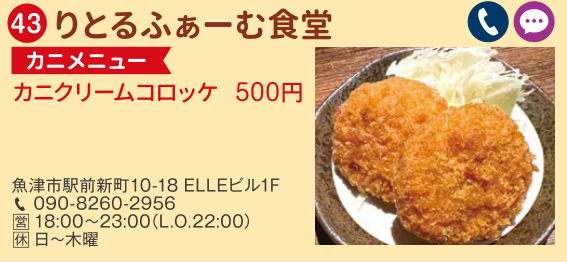 43 りとるふぁーむ食堂
カニメニュー
カニクリームコロッケ 500円
魚津市駅前新町10-18 ELLEビル1F
090-8260-2956
営 18:00～23:00(L.O.22:00)
休 日～木曜